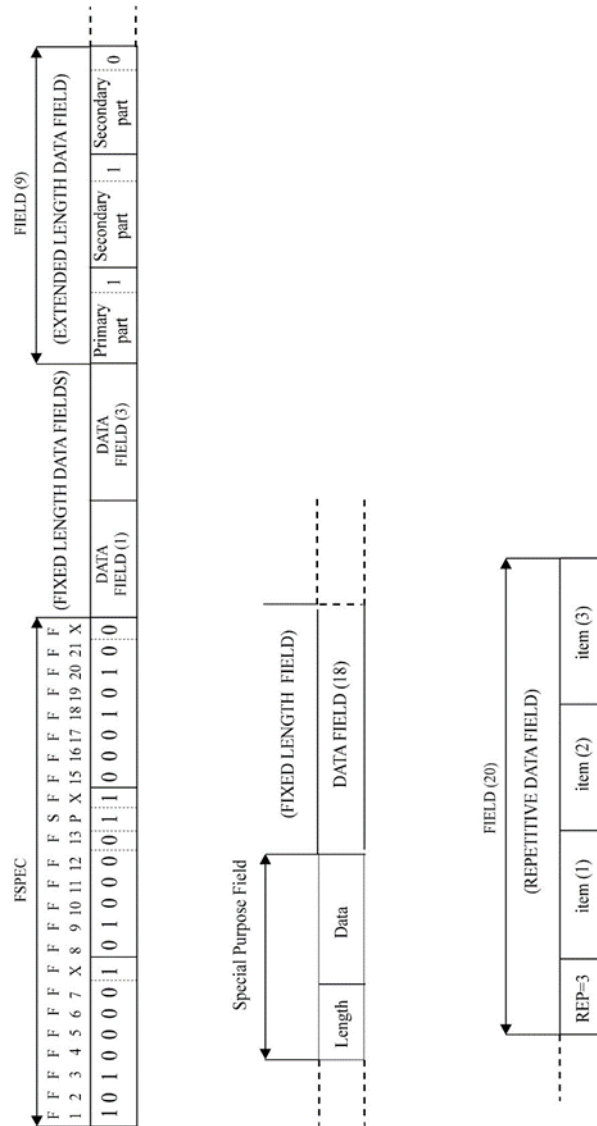 FSPEC
F F F F F F F F F F F F F F S F F F F F F F F
1 2 3 4 5 6 7 X 8 9 10 11 12 13 P X 15 16 17 18 19 20 21 X
1 0 1 0 0 0 0 1 0 1 0 0 0 0 1 1 0 0 0 1 0 1 0 0
(FIXED LENGTH DATA FIELDS)
DATA
FIELD (1)
DATA
FIELD (3)
FIELD (9)
(EXTENDED LENGTH DATA FIELD)
Primary
part
1
Secondary
part
1
Secondary
part
0
Special Purpose Field
Length
Data
(FIXED LENGTH FIELD)
DATA FIELD (18)
FIELD (20)
(REPETITIVE DATA FIELD)
REP=3
item (1)
item (2)
item (3)